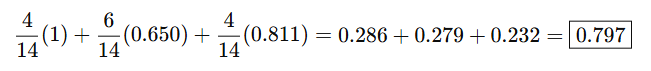 4/14(1) + 6/14(0.650) + 4/14(0.811) = 0.286 + 0.279 + 0.232 = 0.797